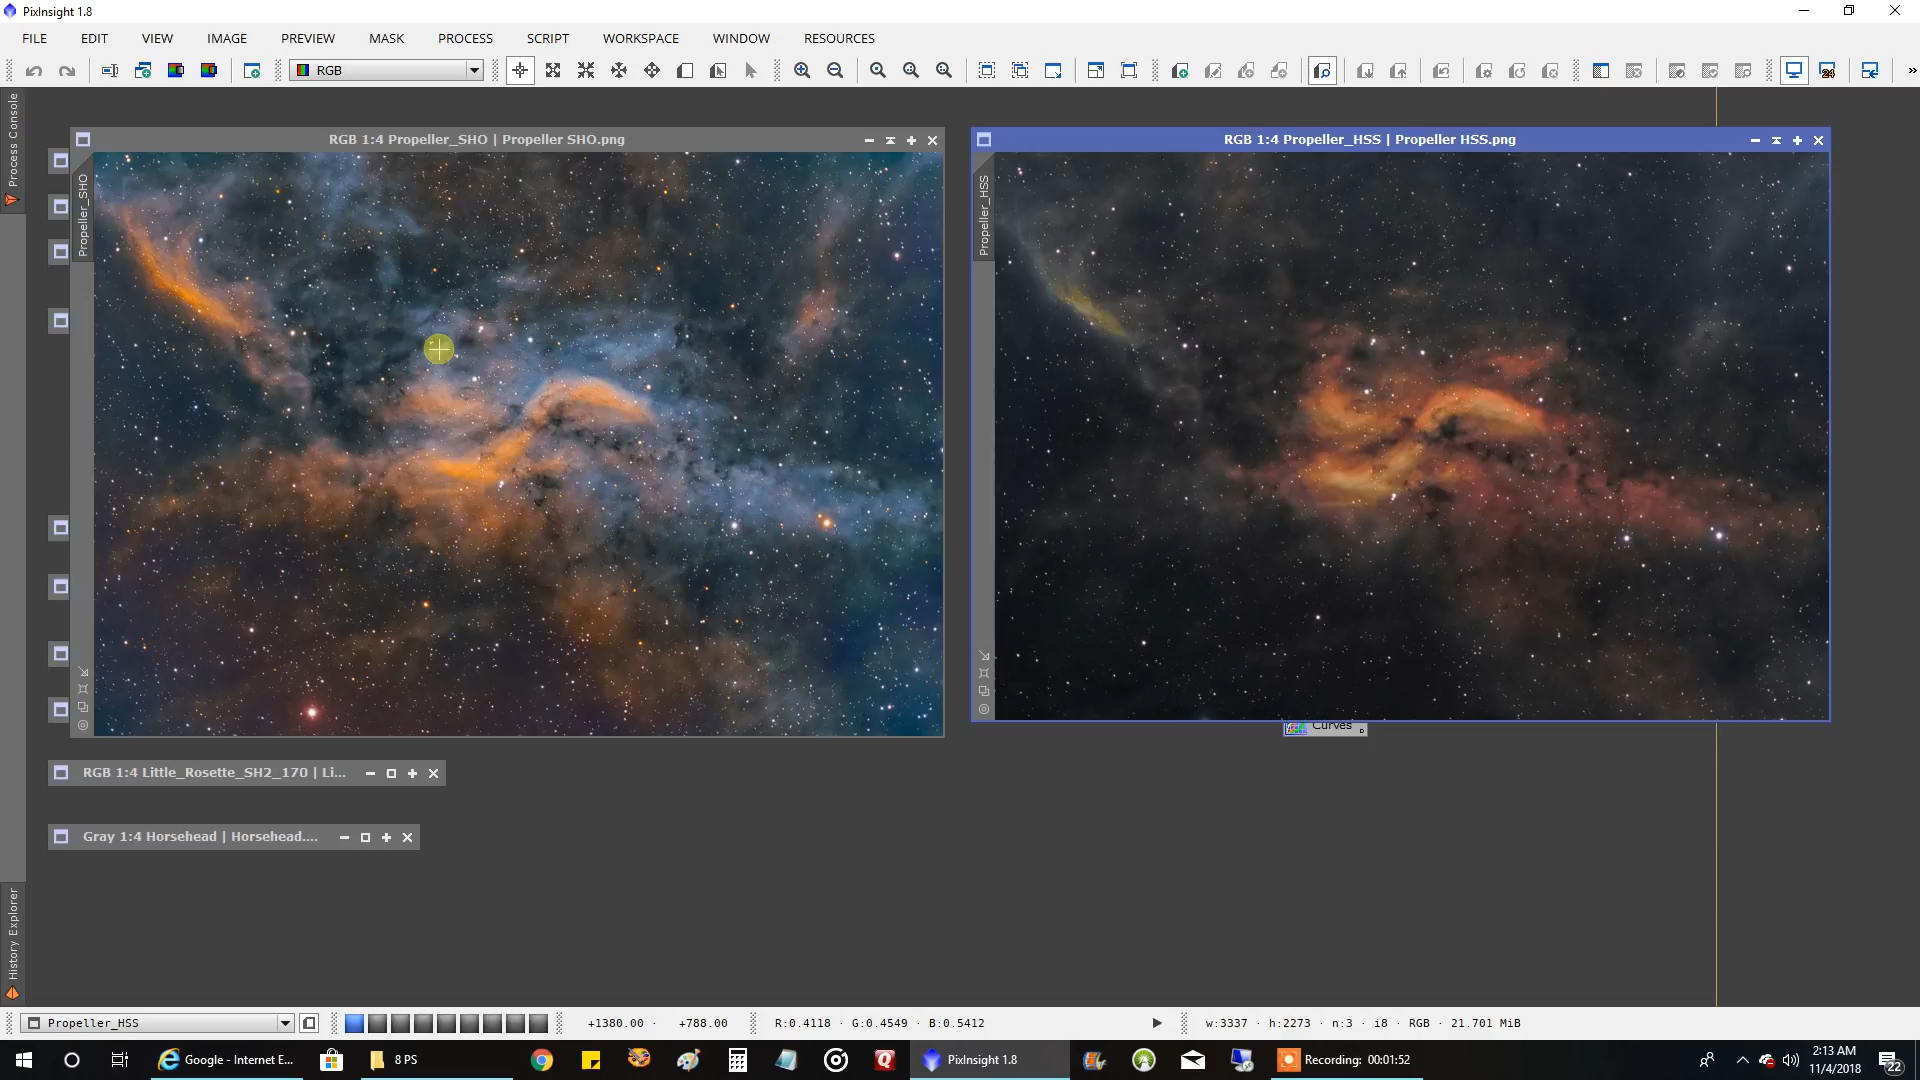 PixInsight 1.8
FILE EDIT VIEW IMAGE PREVIEW MASK PROCESS SCRIPT WORKSPACE WINDOW RESOURCES
RGB
24
Process Console
RGB 1:4 Propeller_SHO | Propeller SHO.png
Propeller_SHO
RGB 1:4 Propeller_HSS | Propeller HSS.png
Propeller_HSS
Curves
D
RGB 1:4 Little_Rosette_SH2_170 | Li...
Gray 1:4 Horsehead | Horsehead....
History Explorer
Propeller_HSS
+1380.00 · +788.00
R:0.4118 · G:0.4549 · B:0.5412
w:3337 · h:2273 · n:3 · i8 · RGB · 21.701 MiB
Google - Internet E...
8 PS
PixInsight 1.8
Recording: 00:01:52
2:13 AM
11/4/2018
22